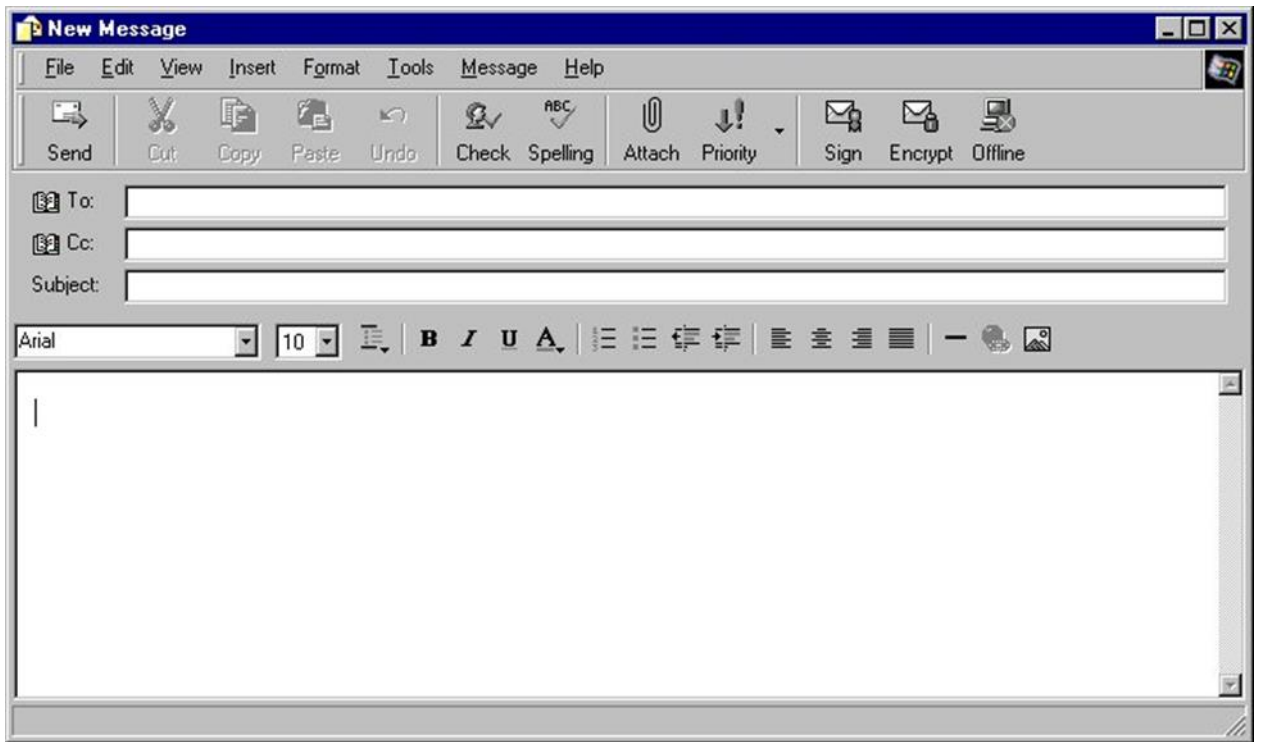 New Message
File Edit View Insert Format Tools Message Help
ABC
Send Cut Copy Paste Undo Check Spelling Attach Priority Sign Encrypt Offline
To:
Cc:
Subject:
Arial 10 B I U A